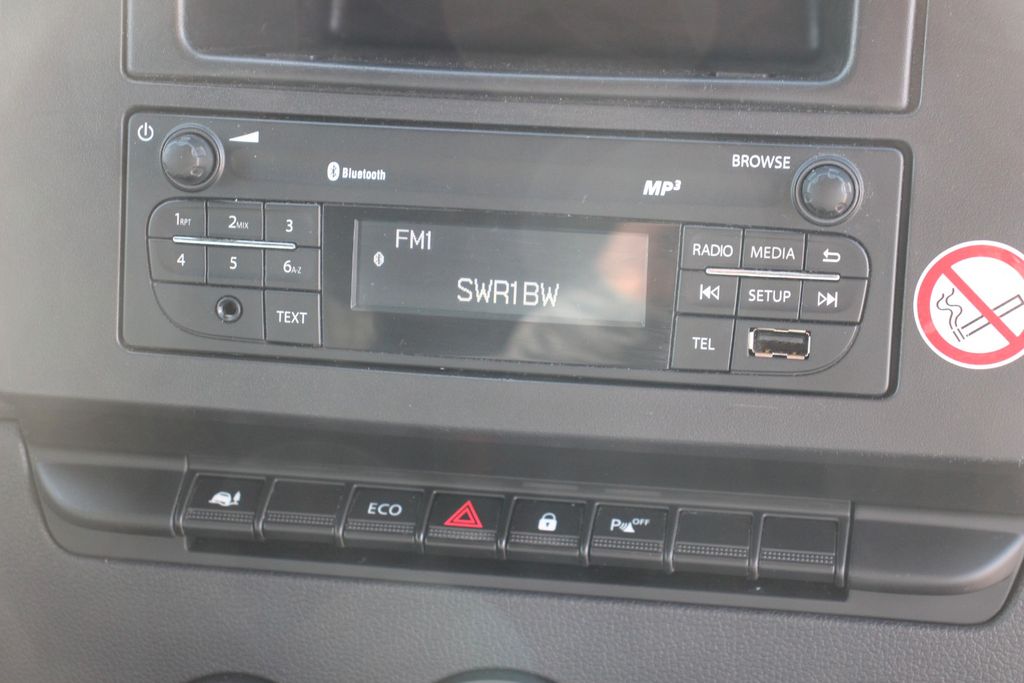 BROWSE
Bluetooth
MP3
1RPT 2MIX 3
FM1
RADIO MEDIA
4 5 6A-Z
SWR1BW
SETUP
TEXT
TEL
ECO
P OFF